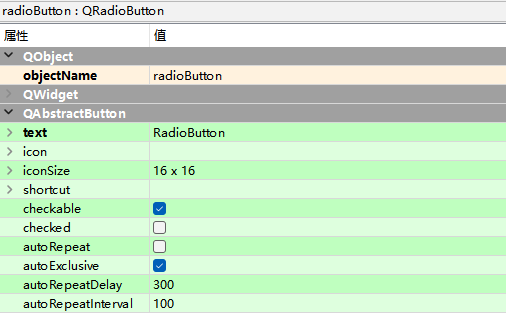 radioButton : QRadioButton
属性 值
QObject
objectName radioButton
QWidget
QAbstractButton
text RadioButton
icon
iconSize 16 x 16
shortcut
checkable
checked
autoRepeat
autoExclusive
autoRepeatDelay 300
autoRepeatInterval 100